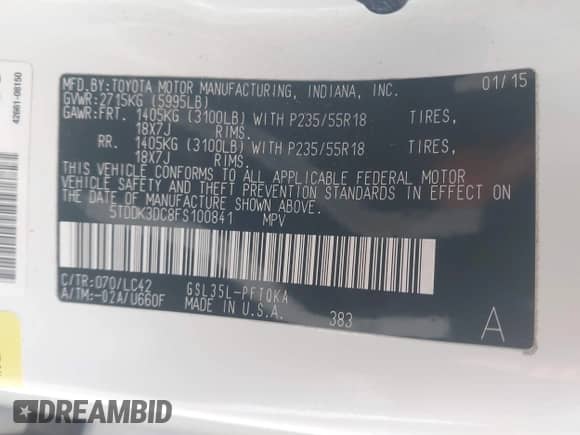 MFD.BY:TOYOTA MOTOR MANUFACTURING, INDIANA, INC. 01/15
GVWR:2715KG (5995LB)
GAWR:FRT. 1405KG (3100LB) WITH P235/55R18 TIRES,
18X7J RIMS.
RR. 1405KG (3100LB) WITH P235/55R18 TIRES,
18X7J RIMS.
THIS VEHICLE CONFORMS TO ALL APPLICABLE FEDERAL MOTOR
VEHICLE SAFETY AND THEFT PREVENTION STANDARDS IN EFFECT ON
THE DATE OF MANUFACTURE SHOWN ABOVE.
5TDDK3DC8FS100841 MPV
C/TR:070/LC42 GSL35L-PFTQKA
A/TM:-02A/U660F MADE IN U.S.A. 383 A
42661-08150
DREAMBID